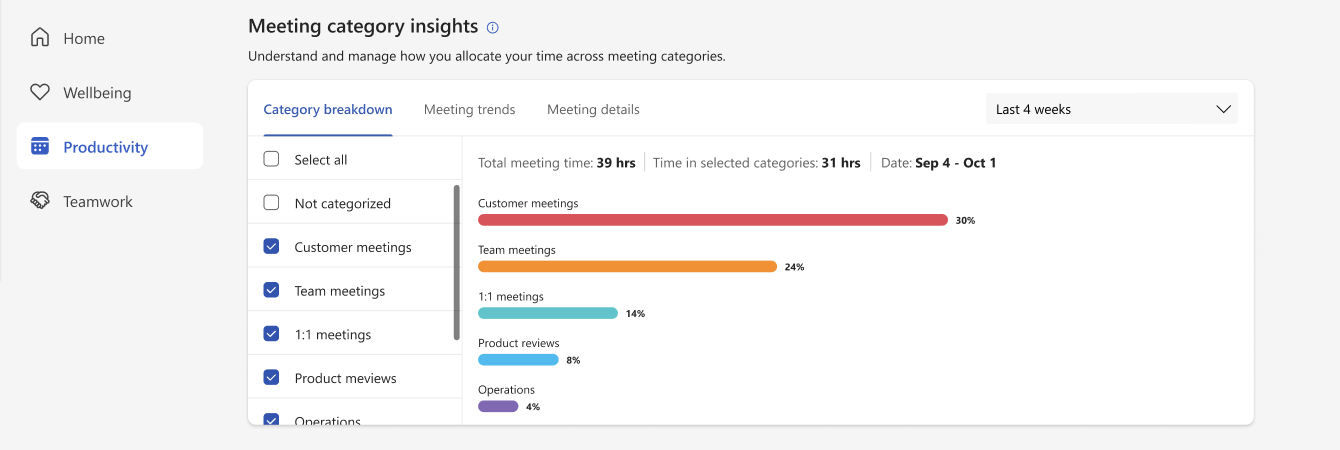 Home
Wellbeing
Productivity
Teamwork
Meeting category insights
Understand and manage how you allocate your time across meeting categories.
Category breakdown Meeting trends Meeting details Last 4 weeks
Select all
Not categorized
Customer meetings
Team meetings
1:1 meetings
Product meviews
Operations
Total meeting time: 39 hrs Time in selected categories: 31 hrs Date: Sep 4 - Oct 1
Customer meetings
30%
Team meetings
24%
1:1 meetings
14%
Product reviews
8%
Operations
4%